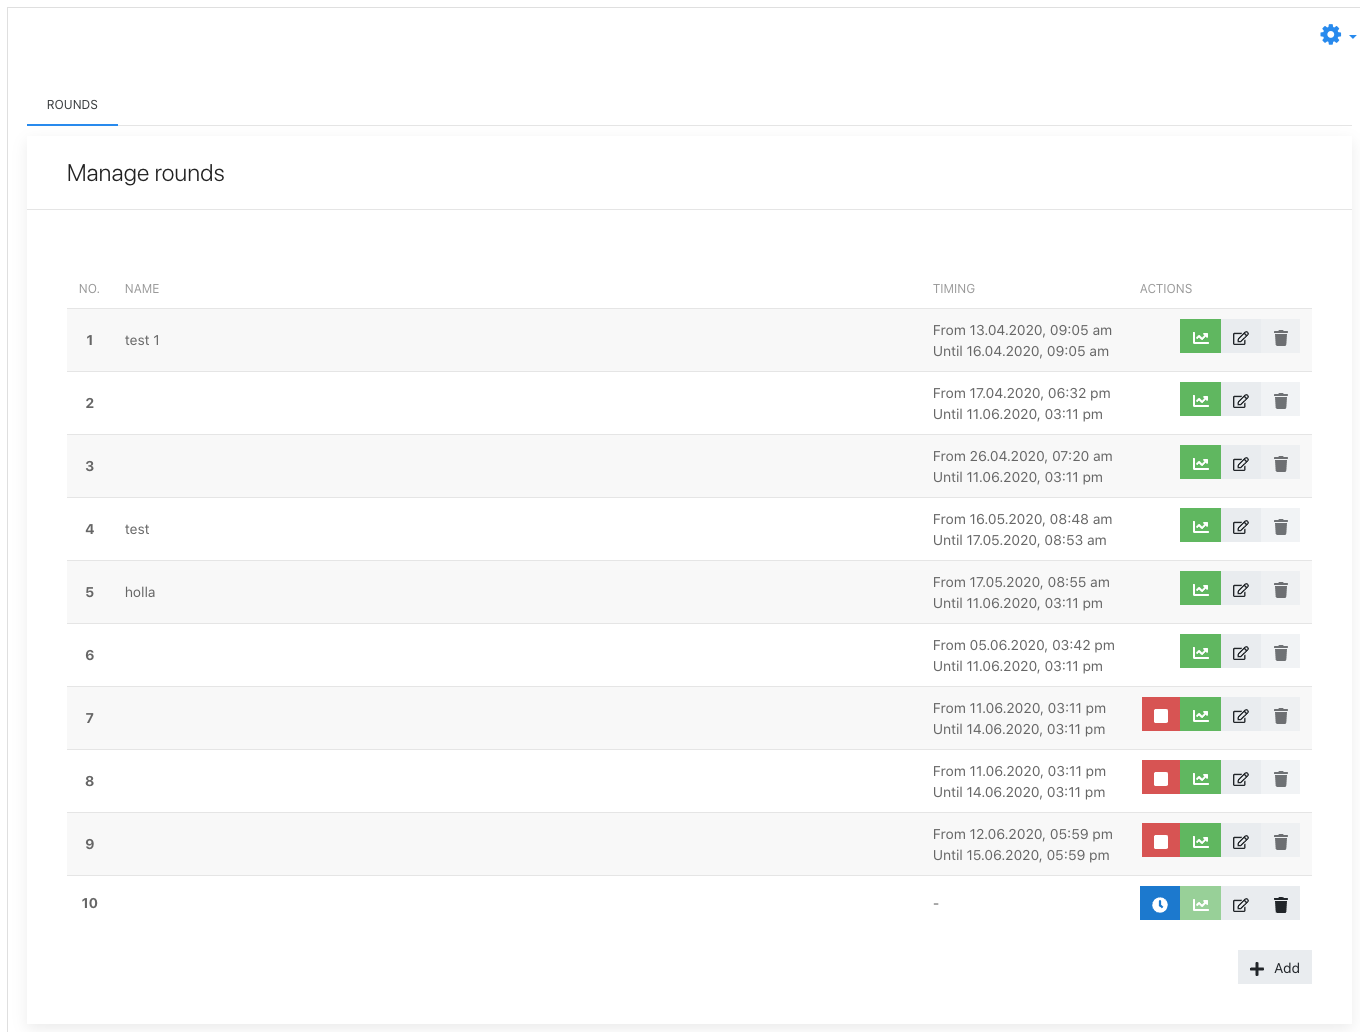 ROUNDS
Manage rounds
NO. NAME TIMING ACTIONS
1 test 1 From 13.04.2020, 09:05 am
Until 16.04.2020, 09:05 am
2 From 17.04.2020, 06:32 pm
Until 11.06.2020, 03:11 pm
3 From 26.04.2020, 07:20 am
Until 11.06.2020, 03:11 pm
4 test From 16.05.2020, 08:48 am
Until 17.05.2020, 08:53 am
5 holla From 17.05.2020, 08:55 am
Until 11.06.2020, 03:11 pm
6 From 05.06.2020, 03:42 pm
Until 11.06.2020, 03:11 pm
7 From 11.06.2020, 03:11 pm
Until 14.06.2020, 03:11 pm
8 From 11.06.2020, 03:11 pm
Until 14.06.2020, 03:11 pm
9 From 12.06.2020, 05:59 pm
Until 15.06.2020, 05:59 pm
10 -
Add